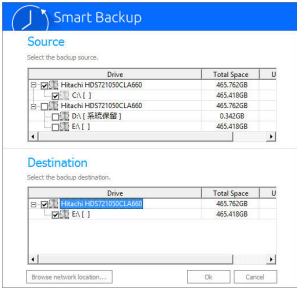 Smart Backup
Source
Select the backup source.
Drive Total Space U
Hitachi HDS721050CLA660 465.762GB
C:\ [ ] 465.418GB
Hitachi HDS721050CLA660 465.762GB
D:\ [ 系統保留 ] 0.342GB
E:\ [ ] 465.418GB
Destination
Select the backup destination.
Drive Total Space U
Hitachi HDS721050CLA660 465.762GB
E:\ [ ] 465.418GB
Browse network location... Ok Cancel